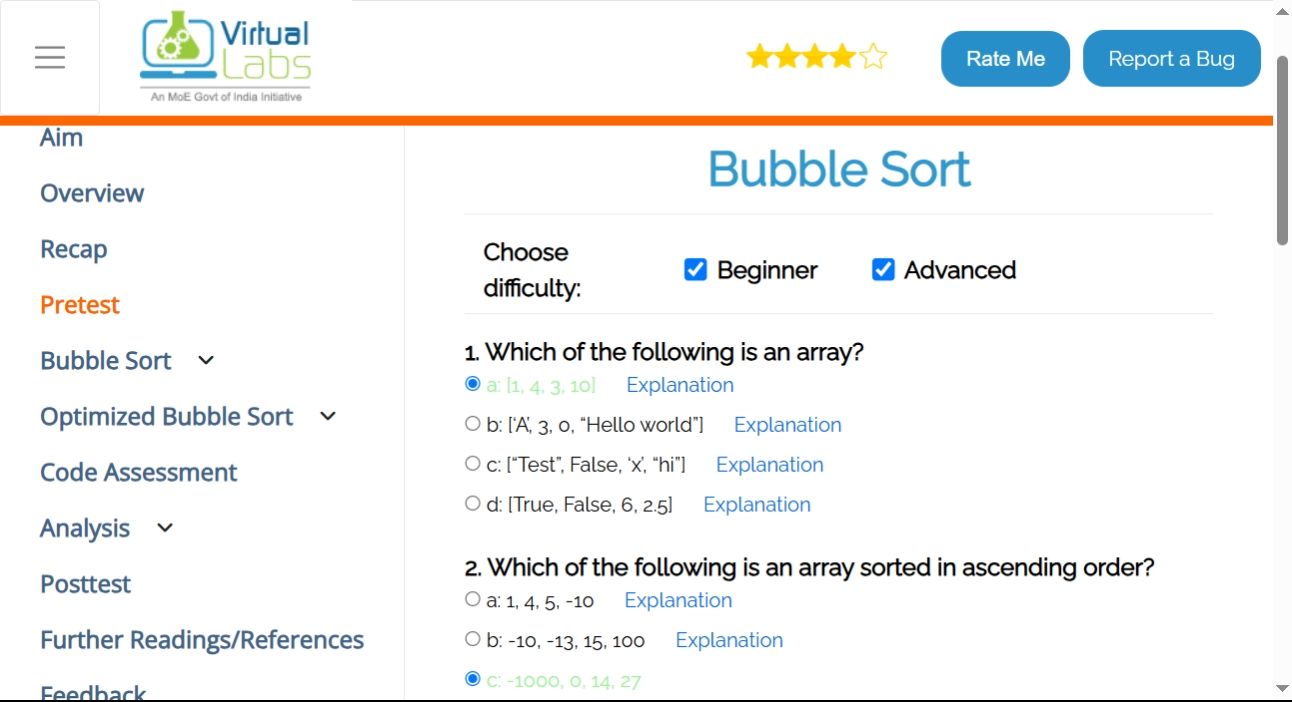 Virtual
Labs
An MoE Govt of India Initiative
Rate Me
Report a Bug
Aim
Overview
Recap
Pretest
Bubble Sort
Optimized Bubble Sort
Code Assessment
Analysis
Posttest
Further Readings/References
Feedback
Bubble Sort
Choose
difficulty:
Beginner
Advanced
1. Which of the following is an array?
a: [1, 4, 3, 10] Explanation
b: [‘A’, 3, 0, “Hello world”] Explanation
c: [“Test”, False, ‘x’, “hi”] Explanation
d: [True, False, 6, 2.5] Explanation
2. Which of the following is an array sorted in ascending order?
a: 1, 4, 5, -10 Explanation
b: -10, -13, 15, 100 Explanation
c: -1000, 0, 14, 27